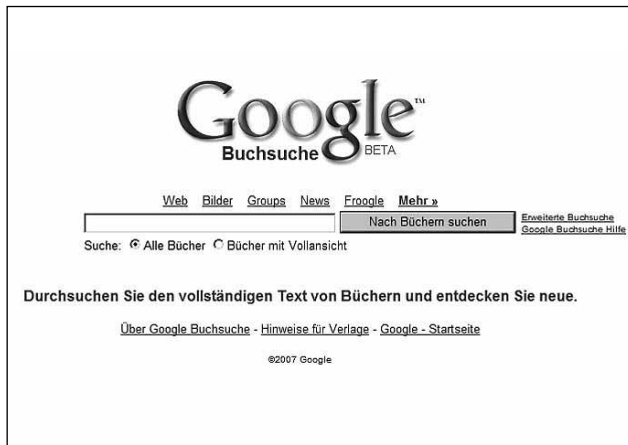 Google™
Buchsuche BETA
Web Bilder Groups News Froogle Mehr »
Nach Büchern suchen
Erweiterte Buchsuche
Google Buchsuche Hilfe
Suche: Alle Bücher Bücher mit Vollansicht
Durchsuchen Sie den vollständigen Text von Büchern und entdecken Sie neue.
Über Google Buchsuche - Hinweise für Verlage - Google - Startseite
©2007 Google